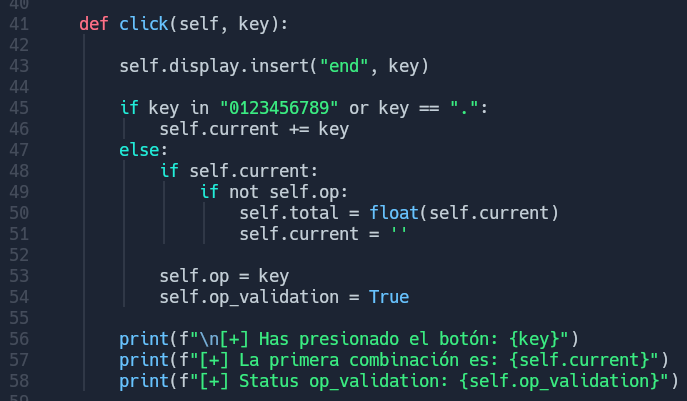 40
41 def click(self, key):
42
43 self.display.insert("end", key)
44
45 if key in "0123456789" or key == ".":
46 self.current += key
47 else:
48 if self.current:
49 if not self.op:
50 self.total = float(self.current)
51 self.current = ''
52
53 self.op = key
54 self.op_validation = True
55
56 print(f"\n[+] Has presionado el botón: {key}")
57 print(f"[+] La primera combinación es: {self.current}")
58 print(f"[+] Status op_validation: {self.op_validation}")
59